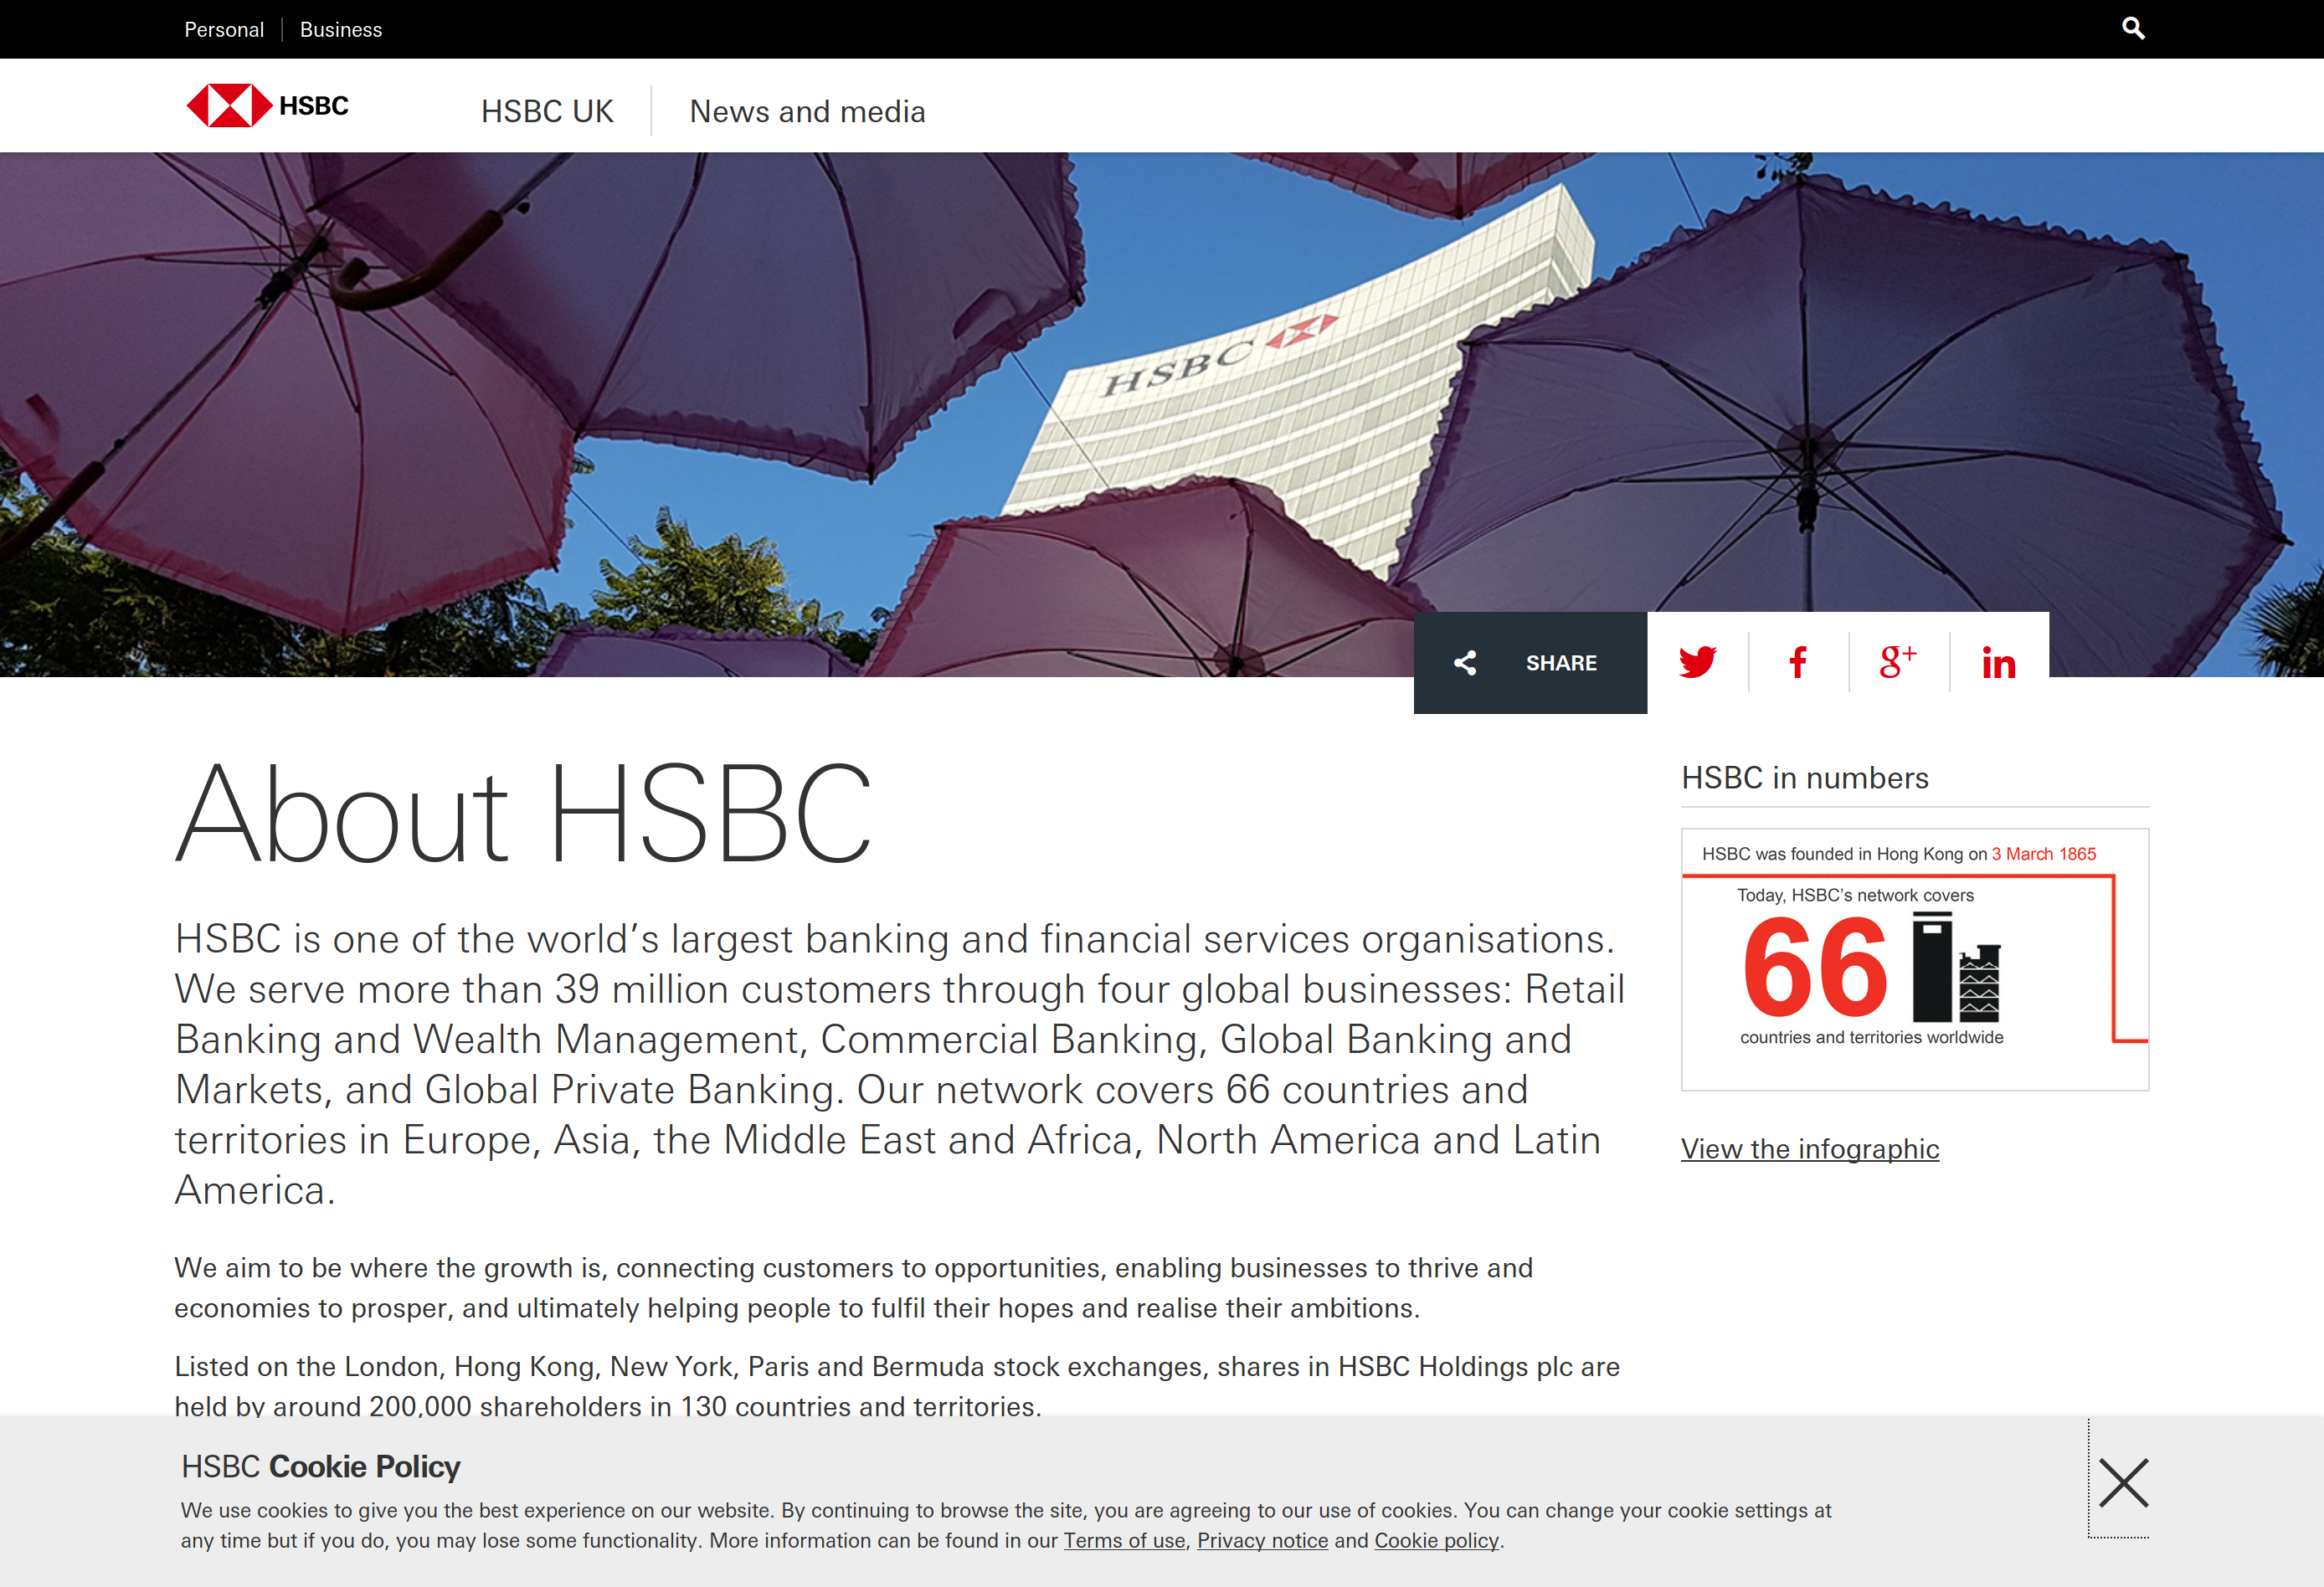 Personal
Business
HSBC
HSBC UK
News and media
HSBC
SHARE
g+
in
About HSBC
HSBC is one of the world’s largest banking and financial services organisations.
We serve more than 39 million customers through four global businesses: Retail
Banking and Wealth Management, Commercial Banking, Global Banking and
Markets, and Global Private Banking. Our network covers 66 countries and
territories in Europe, Asia, the Middle East and Africa, North America and Latin
America.
We aim to be where the growth is, connecting customers to opportunities, enabling businesses to thrive and
economies to prosper, and ultimately helping people to fulfil their hopes and realise their ambitions.
Listed on the London, Hong Kong, New York, Paris and Bermuda stock exchanges, shares in HSBC Holdings plc are
held by around 200,000 shareholders in 130 countries and territories.
HSBC in numbers
HSBC was founded in Hong Kong on 3 March 1865
Today, HSBC's network covers
66
countries and territories worldwide
View the infographic
HSBC Cookie Policy
We use cookies to give you the best experience on our website. By continuing to browse the site, you are agreeing to our use of cookies. You can change your cookie settings at
any time but if you do, you may lose some functionality. More information can be found in our Terms of use, Privacy notice and Cookie policy.